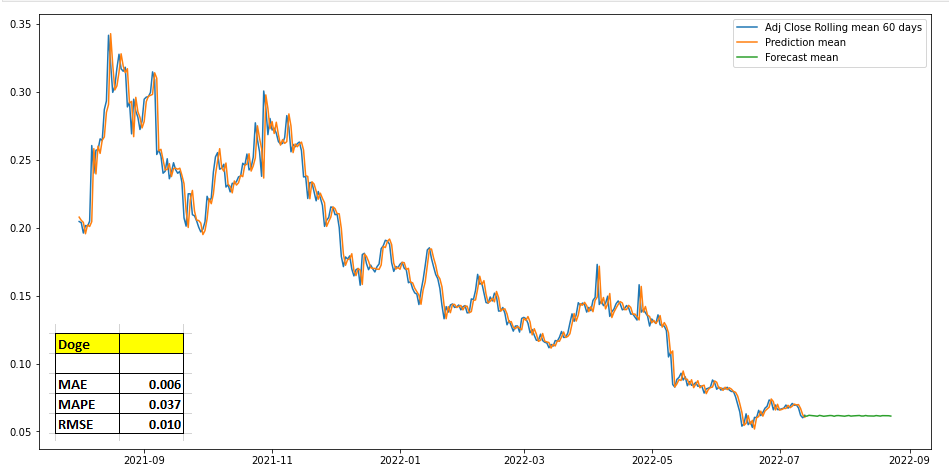 0.35
Adj Close Rolling mean 60 days
Prediction mean
Forecast mean
0.30
0.25
0.20
0.15
0.10
0.05
Doge
MAE 0.006
MAPE 0.037
RMSE 0.010
2021-09 2021-11 2022-01 2022-03 2022-05 2022-07 2022-09